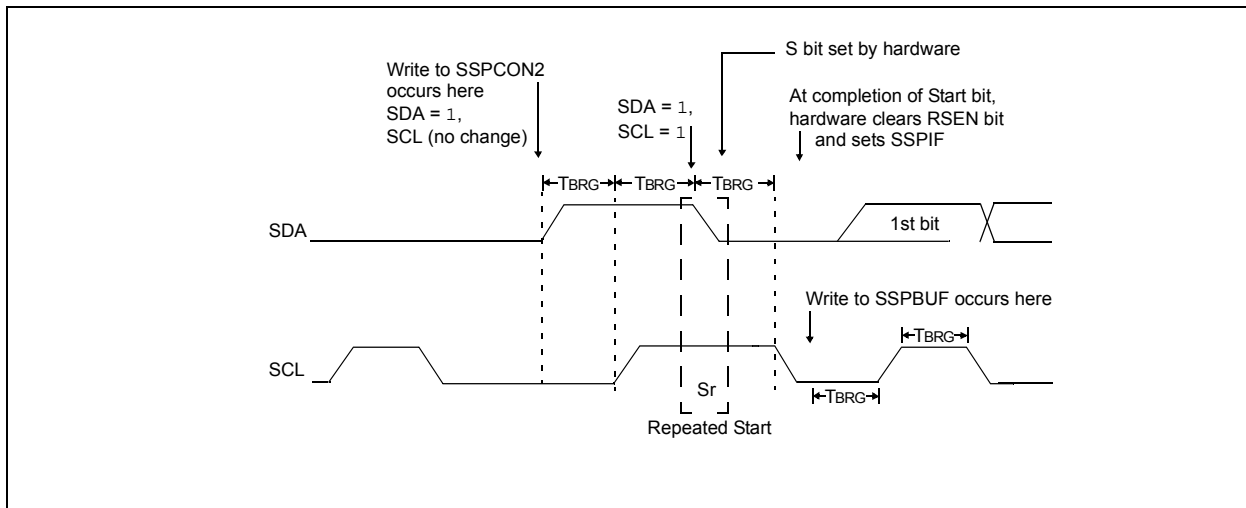 S bit set by hardware
Write to SSPCON2
occurs here
SDA = 1,
SCL (no change)
SDA = 1,
SCL = 1
At completion of Start bit,
hardware clears RSEN bit
and sets SSPIF
TBRG TBRG TBRG
SDA
1st bit
Write to SSPBUF occurs here
TBRG
SCL
Sr
TBRG
Repeated Start